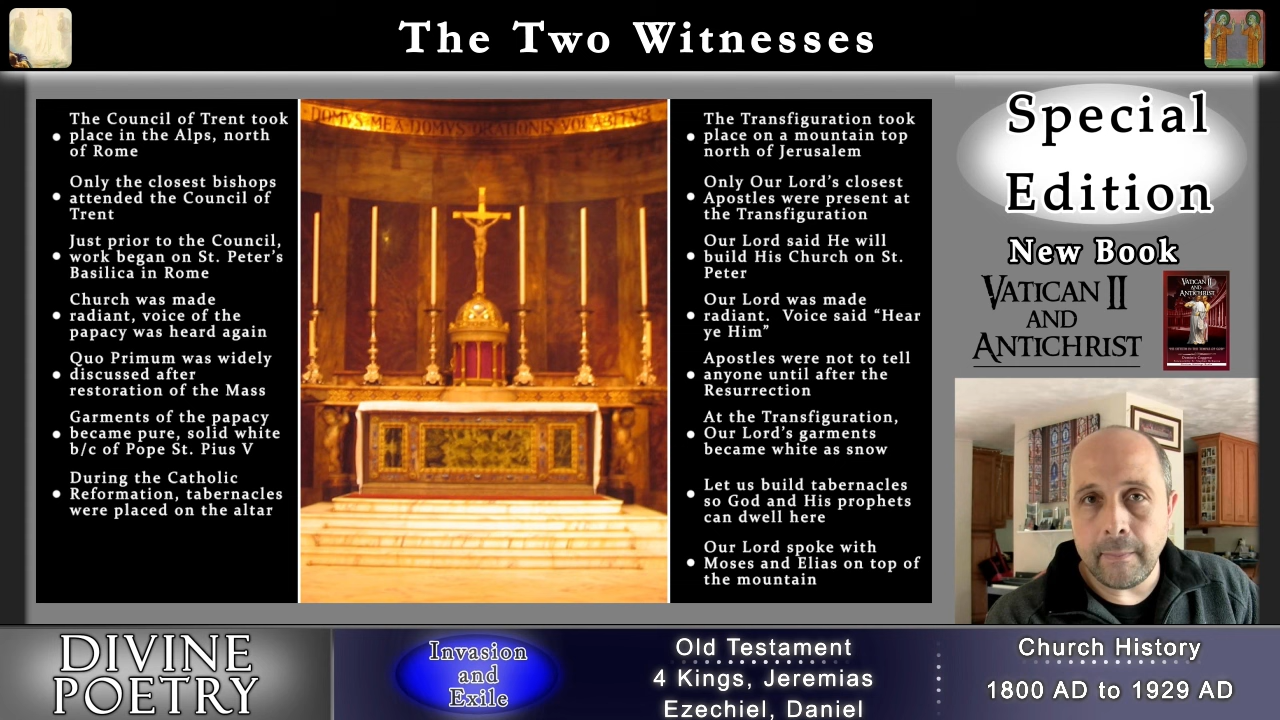 The Two Witnesses
The Council of Trent took
place in the Alps, north
of Rome
Only the closest bishops
attended the Council of
Trent
Just prior to the Council,
work began on St. Peter's
Basilica in Rome
Church was made
radiant, voice of the
papacy was heard again
Quo Primum was widely
discussed after
restoration of the Mass
Garments of the papacy
became pure, solid white
b/c of Pope St. Pius V
During the Catholic
Reformation, tabernacles
were placed on the altar
DOMVS MEA DOMVS ORATIONIS VOCABITVR
The Transfiguration took
place on a mountain top
north of Jerusalem
Only Our Lord's closest
Apostles were present at
the Transfiguration
Our Lord said He will
build His Church on St.
Peter
Our Lord was made
radiant. Voice said “Hear
ye Him”
Apostles were not to tell
anyone until after the
Resurrection
At the Transfiguration,
Our Lord's garments
became white as snow
Let us build tabernacles
so God and His prophets
can dwell here
Our Lord spoke with
Moses and Elias on top of
the mountain
Special
Edition
New Book
VATICAN II
AND
ANTICHRIST
VATICAN II
AND
ANTICHRIST
DIVINE
POETRY
Invasion
and
Exile
Old Testament
4 Kings, Jeremias
Ezechiel, Daniel
Church History
1800 AD to 1929 AD